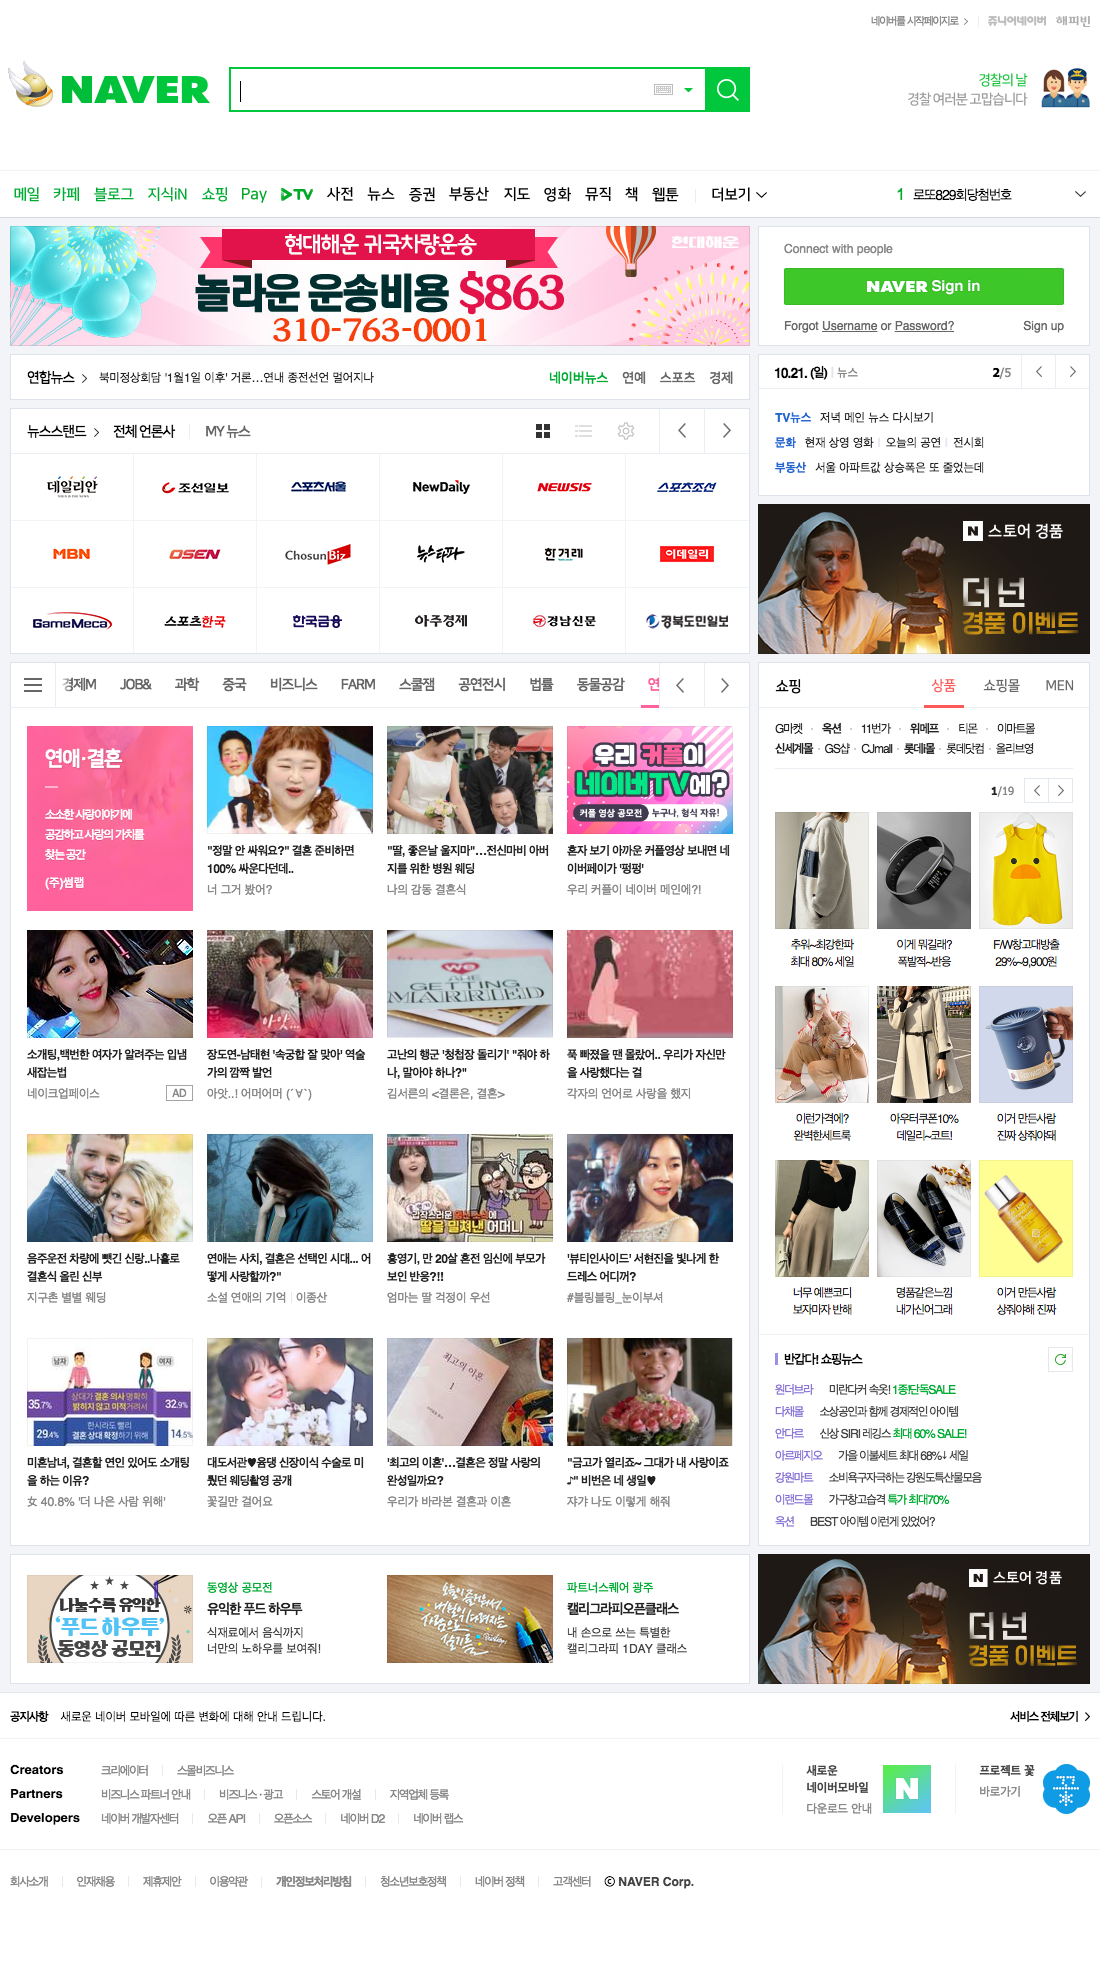 네이버를 시작페이지로
쥬니어네이버 해피빈
NAVER
경찰의 날
경찰 여러분 고맙습니다
메일 카페 블로그 지식iN 쇼핑 Pay TV 사전 뉴스 증권 부동산 지도 영화 뮤직 책 웹툰 더보기
1 로또829회당첨번호
현대해운 귀국차량운송
현대해운
놀라운 운송비용 $863
310-763-0001
Connect with people
NAVER Sign in
Forgot Username or Password? Sign up
연합뉴스 북미정상회담 '1월1일 이후' 거론…연내 종전선언 멀어지나
네이버뉴스 연예 스포츠 경제
10.21. (일) 뉴스 2/5
TV뉴스 저녁 메인 뉴스 다시보기
문화 현재 상영 영화 오늘의 공연 전시회
부동산 서울 아파트값 상승폭은 또 줄었는데
뉴스스탠드 전체 언론사 MY 뉴스
데일리안 조선일보 스포츠서울 NewDaily NEWSIS 스포츠조선
MBN OSEN ChosunBiz 뉴스타파 한겨레 이데일리
GameMeca 스포츠한국 한국금융 아주경제 경남신문 경북도민일보
N 스토어 경품
더 넌
경품 이벤트
경제M JOB& 과학 중국 비즈니스 FARM 스쿨잼 공연전시 법률 동물공감 연
연애·결혼
소소한 사람이야기에
공감하고 사랑의 가치를
찾는 공간
(주)썸랩
"정말 안 싸워요?" 결혼 준비하면
100% 싸운다던데..
너 그거 봤어?
"딸, 좋은날 울지마"…전신마비 아버
지를 위한 병원 웨딩
나의 감동 결혼식
우리 커플이
네이버TV에?
커플 영상 공모전 누구나, 형식 자유!
혼자 보기 아까운 커플영상 보내면 네
이버페이가 '펑펑'
우리 커플이 네이버 메인에?!
소개팅,백번한 여자가 알려주는 입냄
새잡는법
네이크업페이스 AD
아앗...
장도연-남태현 '속궁합 잘 맞아' 역술
가의 깜짝 발언
아앗..! 어머어머 (´∀`)
we
ARE
GETTING
MARRIED
고난의 행군 '청첩장 돌리기' "줘야 하
나, 말아야 하나?"
김서른의 <결론은, 결혼>
푹 빠졌을 땐 몰랐어.. 우리가 자신만
을 사랑했다는 걸
각자의 언어로 사랑을 했지
음주운전 차량에 뺏긴 신랑..나홀로
결혼식 올린 신부
지구촌 별별 웨딩
연애는 사치, 결혼은 선택인 시대... 어
떻게 사랑할까?"
소설 연애의 기억 이종산
딸을 밀쳐낸 어머니
홍영기, 만 20살 혼전 임신에 부모가
보인 반응?!!
엄마는 딸 걱정이 우선
'뷰티인사이드' 서현진을 빛나게 한
드레스 어디꺼?
#블링블링_눈이부셔
남자 여자
35.7% 상대가 결혼 의사 명확히 32.9%
밝히지 않고 미적거려서
29.4% 한시라도 빨리 14.5%
결혼 상대 확정하기 위해
미혼남녀, 결혼할 연인 있어도 소개팅
을 하는 이유?
女 40.8% '더 나은 사람 위해'
대도서관♥윰댕 신장이식 수술로 미
뤘던 웨딩촬영 공개
꽃길만 걸어요
최고의 이혼
1
'최고의 이혼'…결혼은 정말 사랑의
완성일까요?
우리가 바라본 결혼과 이혼
"금고가 열리죠~ 그대가 내 사랑이죠
♪" 비번은 네 생일♥
쟈갸 나도 이렇게 해줘
쇼핑 상품 쇼핑몰 MEN
G마켓 · 옥션 · 11번가 · 위메프 · 티몬 · 이마트몰
신세계몰 · GS샵 · CJmall · 롯데i몰 · 롯데닷컴 · 올리브영
1/19
추워~최강한파
최대 80% 세일
이게 뭐길래?
폭발적~반응
F/W창고대방출
29%~9,900원
이런가격에?
완벽한세트룩
아우터쿠폰10%
데일리~코트!
이거 만든사람
진짜 상줘야돼
너무 예쁜코디
보자마자 반해
명품같은느낌
내가신어그래
이거 만든사람
상줘야해 진짜
반갑다! 쇼핑뉴스
원더브라 미란다커 속옷! 1종!단독SALE
다채몰 소상공인과 함께 경제적인 아이템
안다르 신상 SIRI 레깅스 최대 60% SALE!
아르페지오 가을 이불세트 최대 68%↓ 세일
강원마트 소비욕구자극하는 강원도특산물모음
이랜드몰 가구창고습격 특가 최대70%
옥션 BEST 아이템 이런게 있었어?
나눌수록 유익한
'푸드 하우투'
동영상 공모전
동영상 공모전
유익한 푸드 하우투
식재료에서 음식까지
너만의 노하우를 보여줘!
파트너스퀘어 광주
캘리그라피오픈클래스
내 손으로 쓰는 특별한
캘리그라피 1DAY 클래스
N 스토어 경품
더 넌
경품 이벤트
공지사항 새로운 네이버 모바일에 따른 변화에 대해 안내 드립니다.
서비스 전체보기
Creators 크리에이터 스몰비즈니스
Partners 비즈니스 파트너 안내 비즈니스 · 광고 스토어 개설 지역업체 등록
Developers 네이버 개발자센터 오픈 API 오픈소스 네이버 D2 네이버 랩스
새로운
네이버모바일
다운로드 안내
N
프로젝트 꽃
바로가기
회사소개 인재채용 제휴제안 이용약관 개인정보처리방침 청소년보호정책 네이버 정책 고객센터 © NAVER Corp.